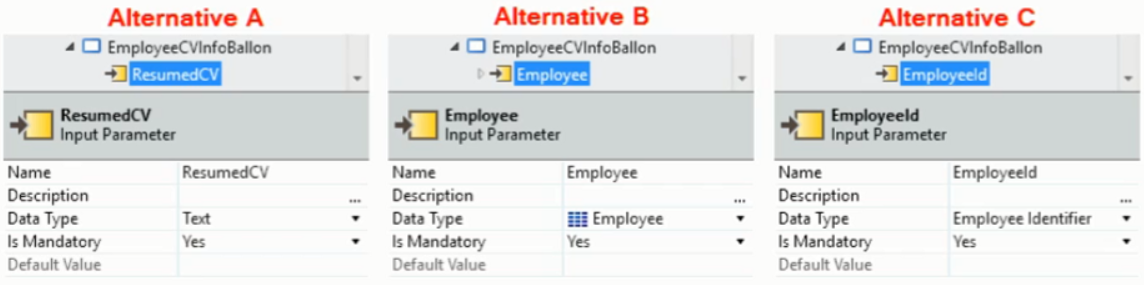 Alternative A
EmployeeCVInfoBallon
ResumedCV
ResumedCV
Input Parameter
Name ResumedCV
Description ...
Data Type Text
Is Mandatory Yes
Default Value
Alternative B
EmployeeCVInfoBallon
Employee
Employee
Input Parameter
Name Employee
Description ...
Data Type Employee
Is Mandatory Yes
Default Value
Alternative C
EmployeeCVInfoBallon
EmployeeId
EmployeeId
Input Parameter
Name EmployeeId
Description ...
Data Type Employee Identifier
Is Mandatory Yes
Default Value